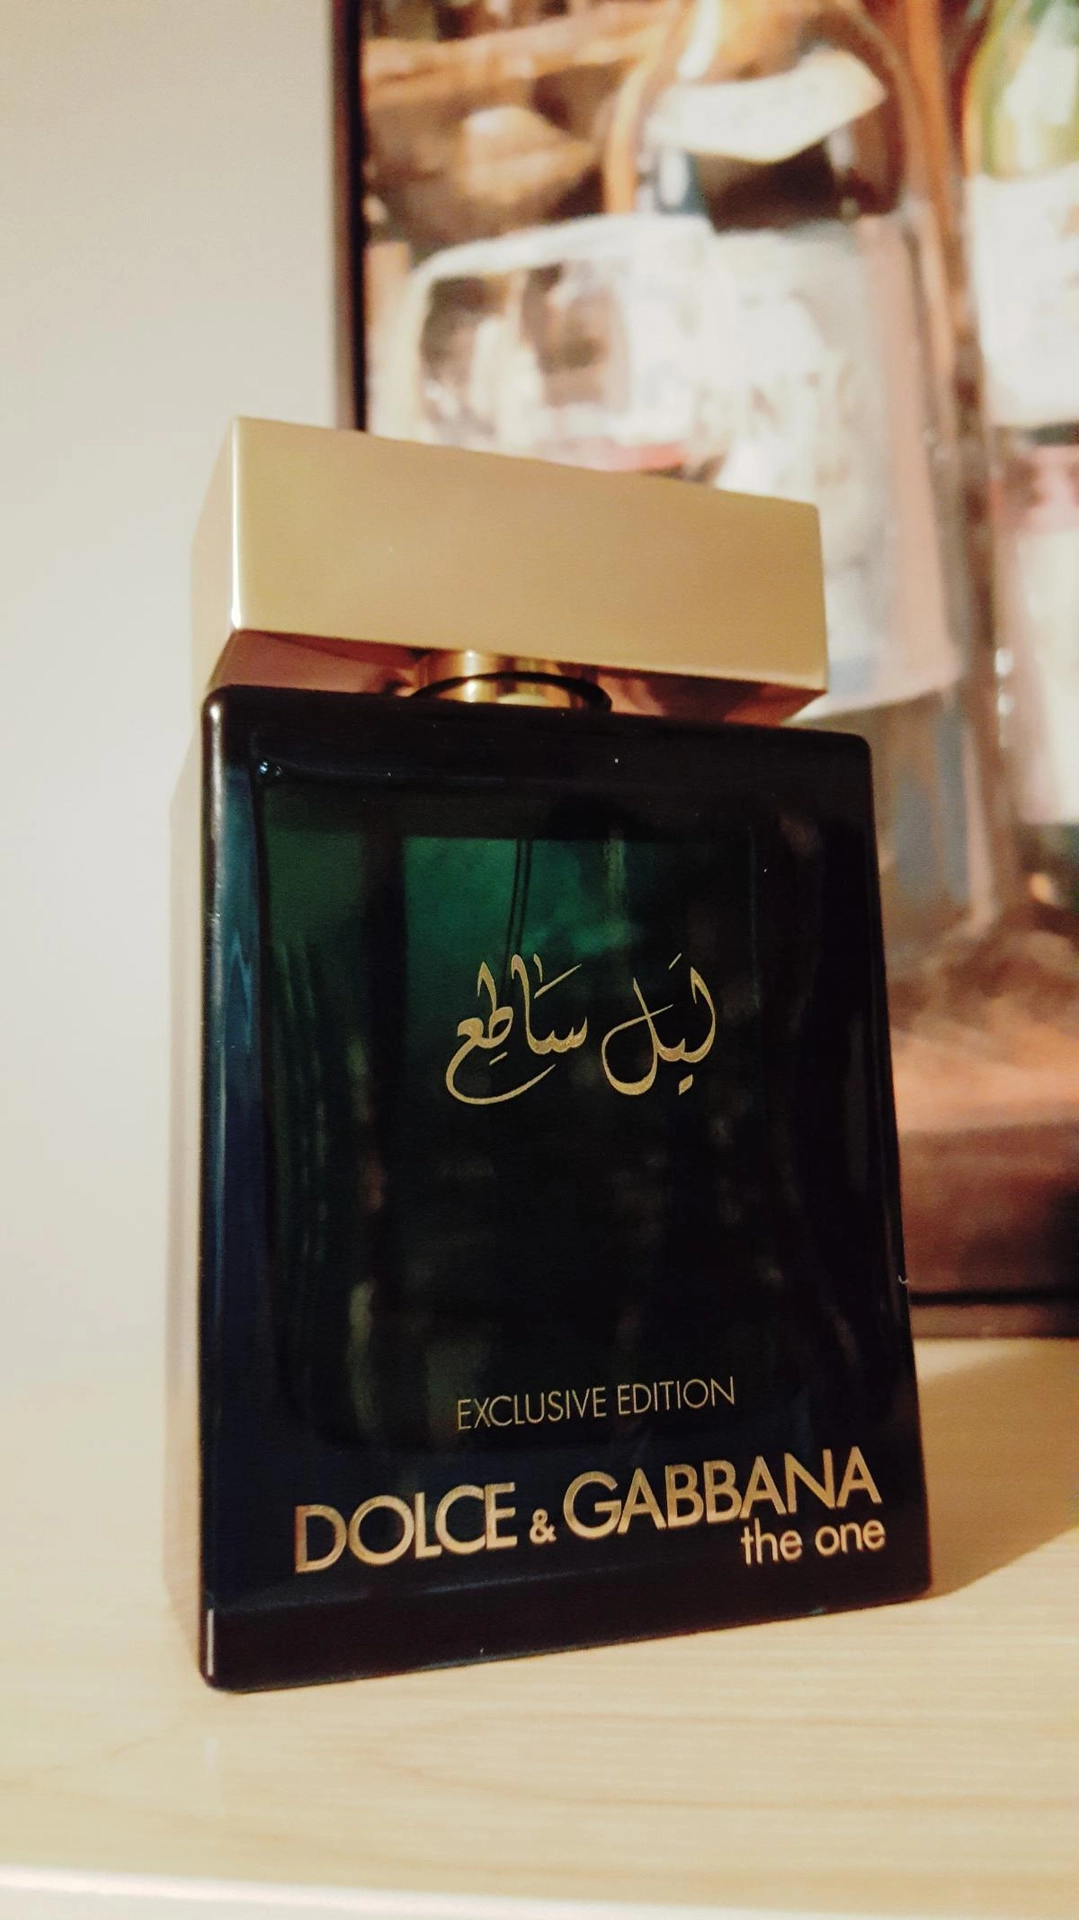 ليل ساطع
EXCLUSIVE EDITION
DOLCE & GABBANA
the one